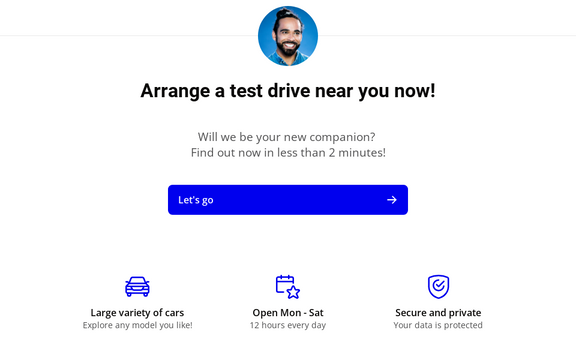 Arrange a test drive near you now!
Will we be your new companion?
Find out now in less than 2 minutes!
Let's go
Large variety of cars
Explore any model you like!
Open Mon - Sat
12 hours every day
Secure and private
Your data is protected